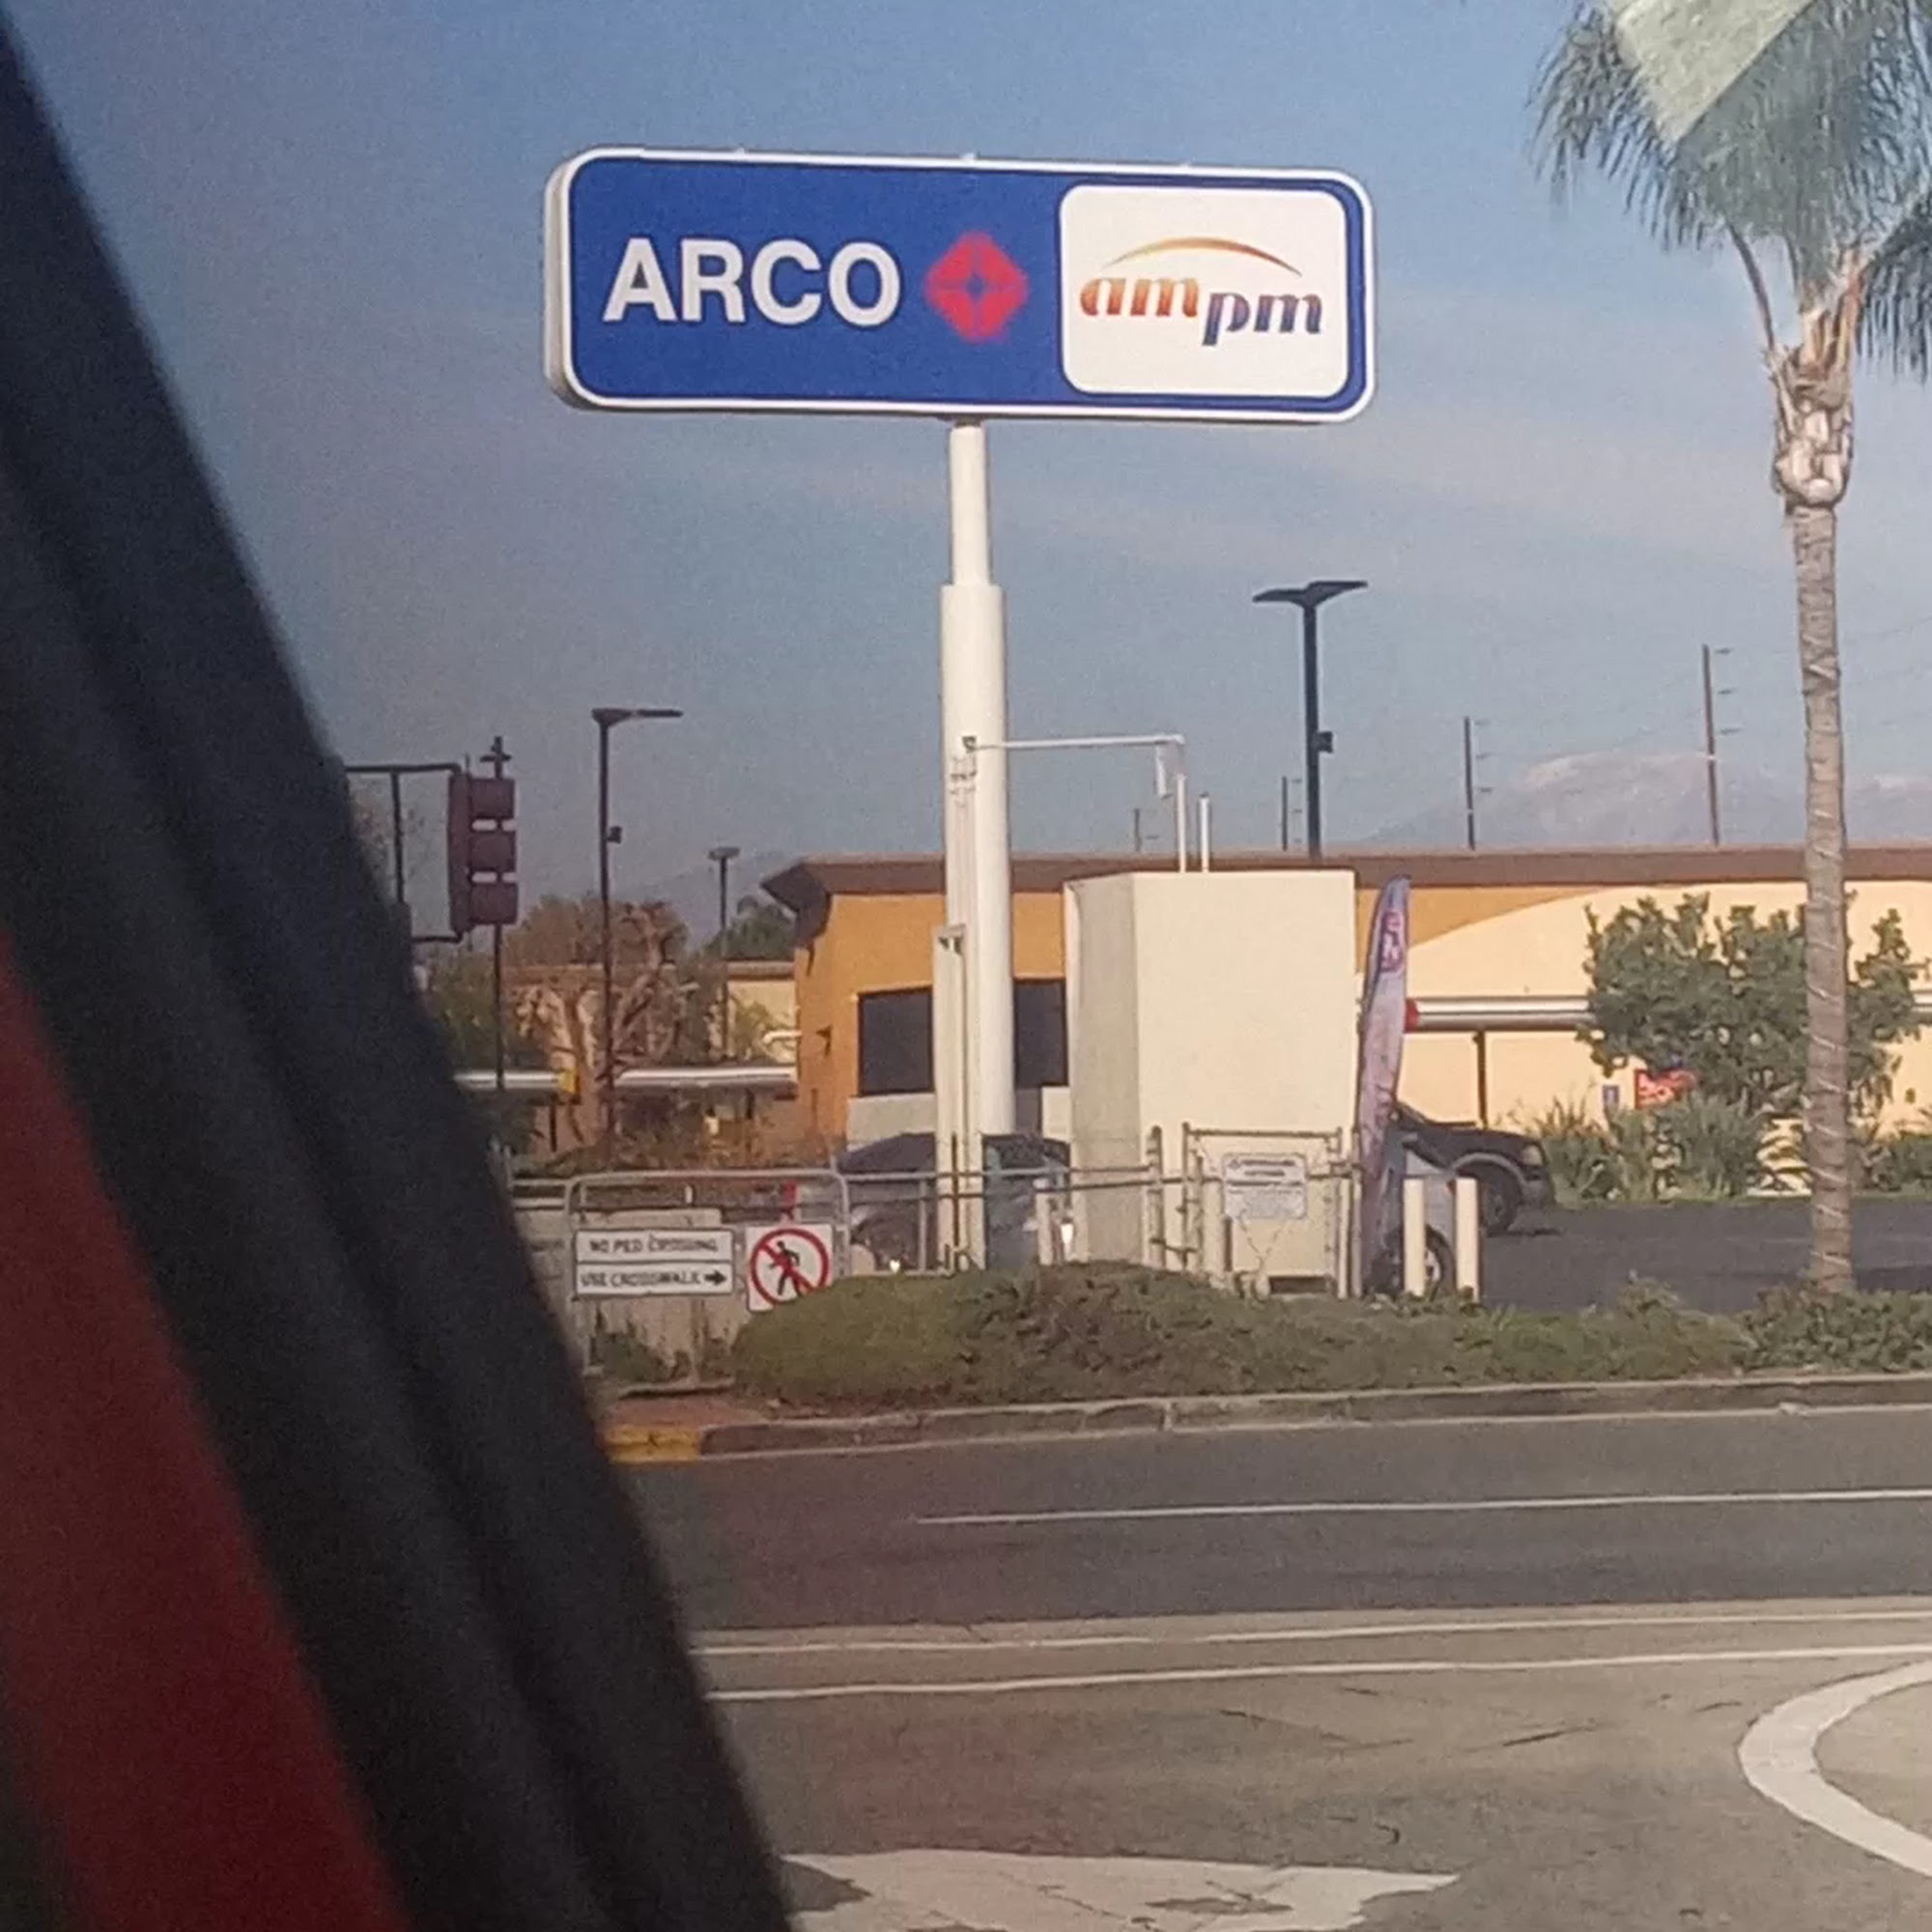 ARCO
ampm
NO PED CROSSING
USE CROSSWALK